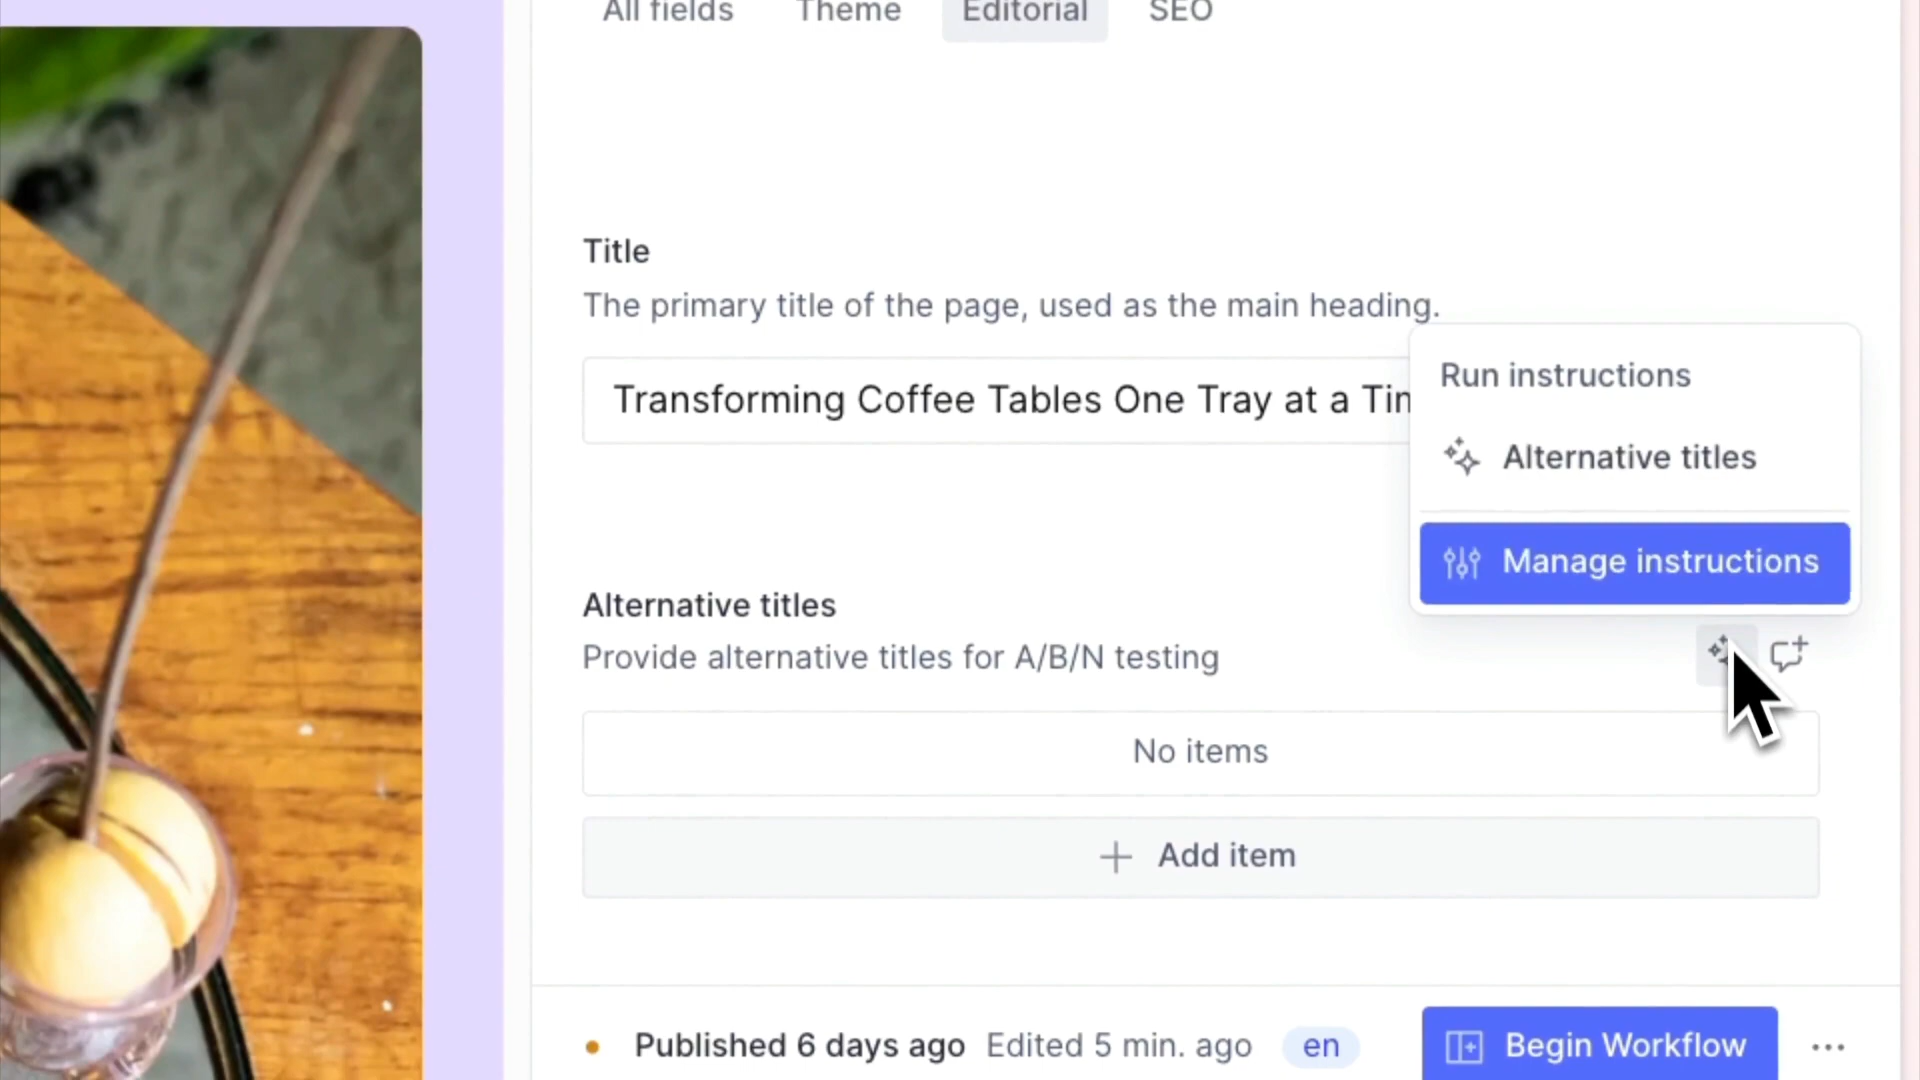 All fields Theme Editorial SEO
Title
The primary title of the page, used as the main heading.
Transforming Coffee Tables One Tray at a
Run instructions
Alternative titles
Manage instructions
Alternative titles
Provide alternative titles for A/B/N testing
No items
Add item
Published 6 days ago Edited 5 min. ago en Begin Workflow